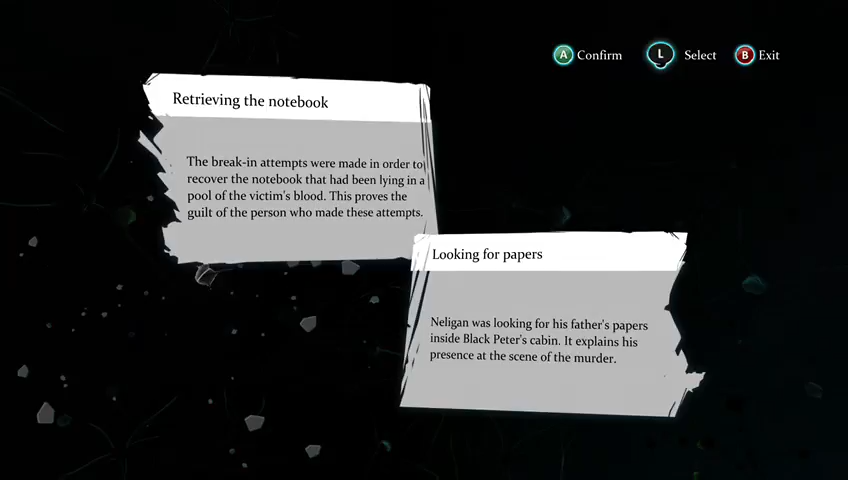 A Confirm L Select B Exit
Retrieving the notebook
The break-in attempts were made in order to
recover the notebook that had been lying in a
pool of the victim's blood. This proves the
guilt of the person who made these attempts.
Looking for papers
Neligan was looking for his father's papers
inside Black Peter's cabin. It explains his
presence at the scene of the murder.